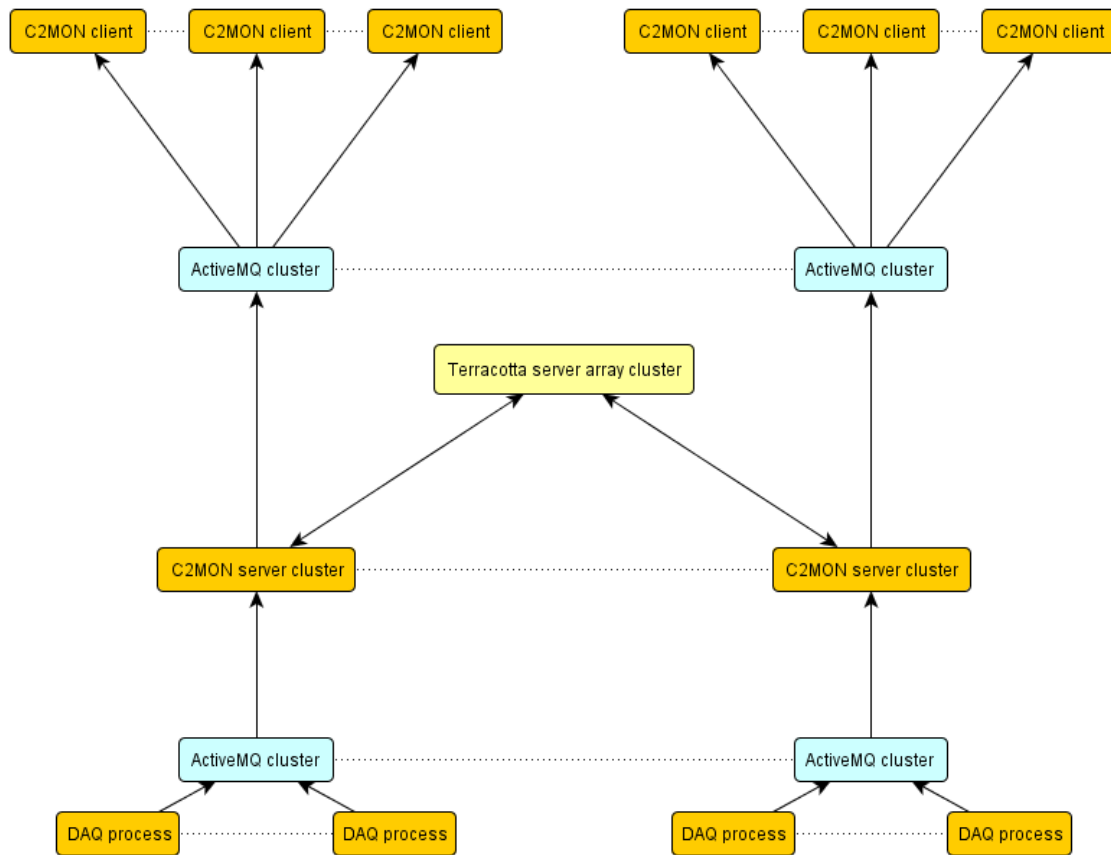 C2MON client
C2MON client
C2MON client
C2MON client
C2MON client
C2MON client
ActiveMQ cluster
ActiveMQ cluster
Terracotta server array cluster
C2MON server cluster
C2MON server cluster
ActiveMQ cluster
ActiveMQ cluster
DAQ process
DAQ process
DAQ process
DAQ process